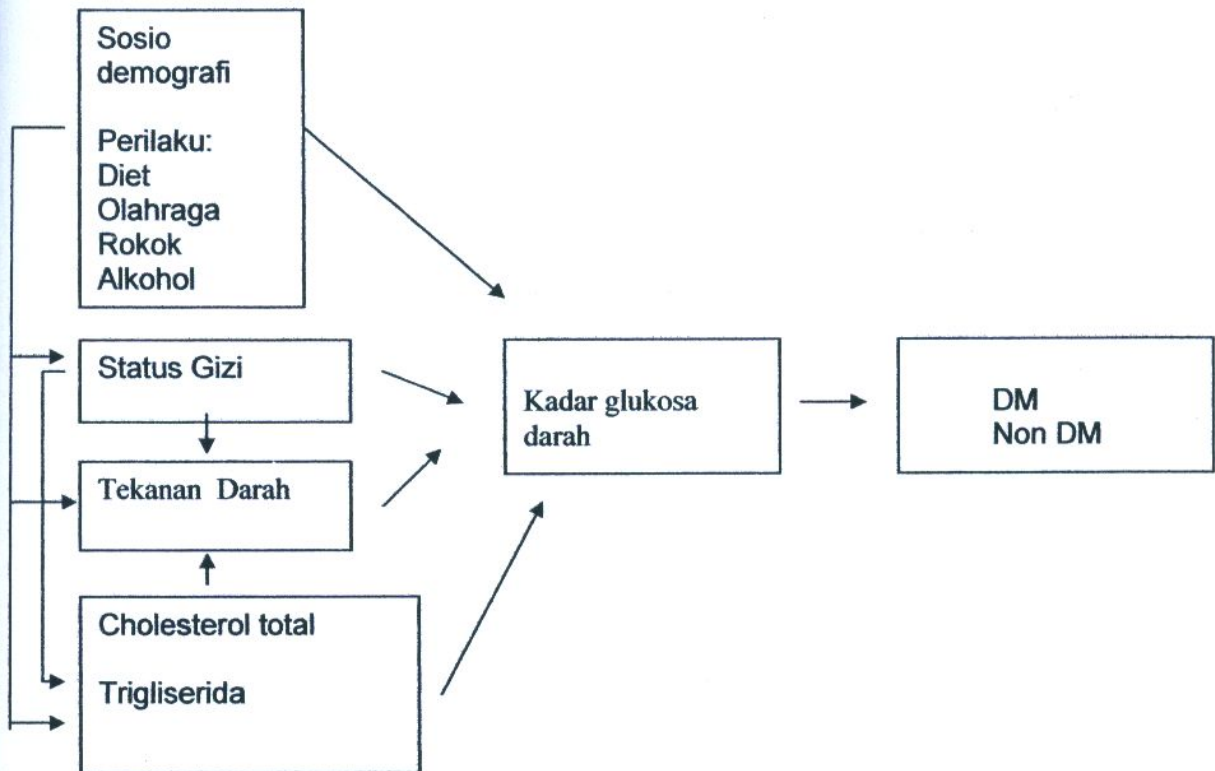 Sosio
demografi
Perilaku:
Diet
Olahraga
Rokok
Alkohol
Status Gizi
Tekanan Darah
Cholesterol total
Trigliserida
Kadar glukosa
darah
DM
Non DM